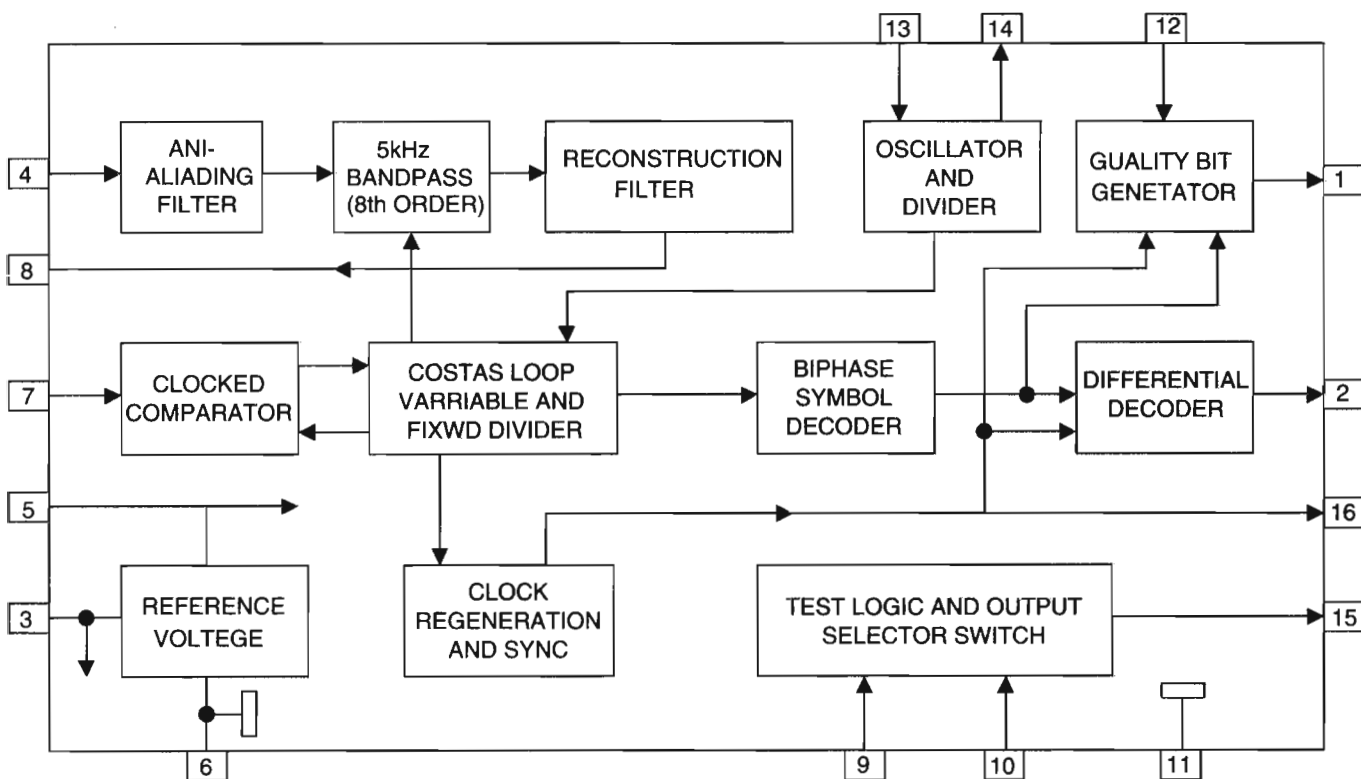 13
14
12
4
ANI-
ALIADING
FILTER
5kHz
BANDPASS
(8th ORDER)
RECONSTRUCTION
FILTER
OSCILLATOR
AND
DIVIDER
GUALITY BIT
GENETATOR
1
8
7
CLOCKED
COMPARATOR
COSTAS LOOP
VARRIABLE AND
FIXWD DIVIDER
BIPHASE
SYMBOL
DECODER
DIFFERENTIAL
DECODER
2
5
16
3
REFERENCE
VOLTEGE
CLOCK
REGENERATION
AND SYNC
TEST LOGIC AND OUTPUT
SELECTOR SWITCH
15
6
9
10
11